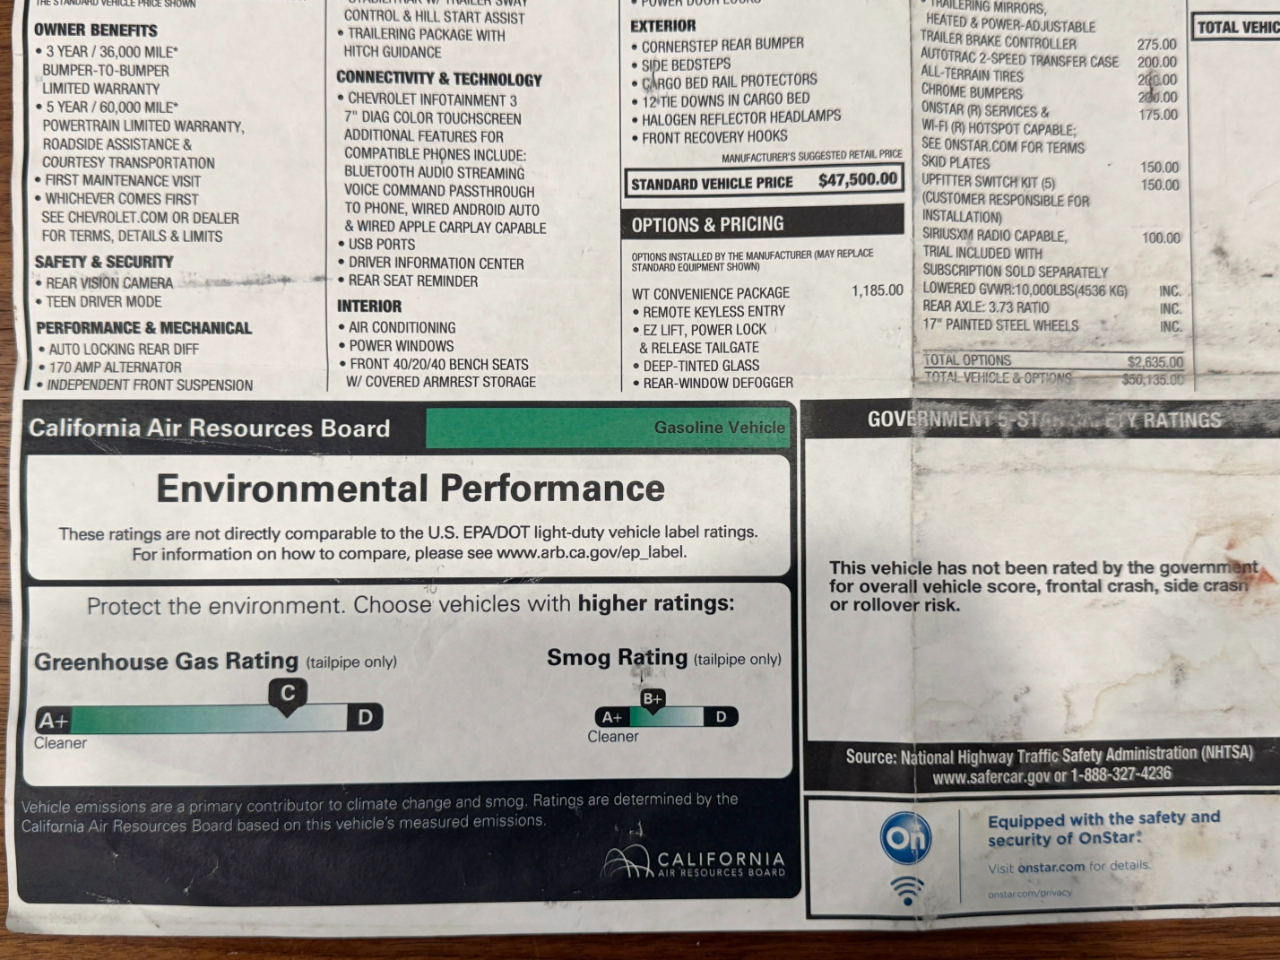 THE STANDARD VEHICLE PRICE SHOWN
OWNER BENEFITS
• 3 YEAR / 36,000 MILE*
BUMPER-TO-BUMPER
LIMITED WARRANTY
• 5 YEAR / 60,000 MILE*
POWERTRAIN LIMITED WARRANTY,
ROADSIDE ASSISTANCE &
COURTESY TRANSPORTATION
• FIRST MAINTENANCE VISIT
• WHICHEVER COMES FIRST
SEE CHEVROLET.COM OR DEALER
FOR TERMS, DETAILS & LIMITS
SAFETY & SECURITY
• REAR VISION CAMERA
• TEEN DRIVER MODE
PERFORMANCE & MECHANICAL
• AUTO LOCKING REAR DIFF
• 170 AMP ALTERNATOR
• INDEPENDENT FRONT SUSPENSION
STABILITRAK W/ TRAILER SWAY
CONTROL & HILL START ASSIST
• TRAILERING PACKAGE WITH
HITCH GUIDANCE
CONNECTIVITY & TECHNOLOGY
• CHEVROLET INFOTAINMENT 3
7" DIAG COLOR TOUCHSCREEN
ADDITIONAL FEATURES FOR
COMPATIBLE PHONES INCLUDE:
BLUETOOTH AUDIO STREAMING
VOICE COMMAND PASSTHROUGH
TO PHONE, WIRED ANDROID AUTO
& WIRED APPLE CARPLAY CAPABLE
• USB PORTS
• DRIVER INFORMATION CENTER
• REAR SEAT REMINDER
INTERIOR
• AIR CONDITIONING
• POWER WINDOWS
• FRONT 40/20/40 BENCH SEATS
W/ COVERED ARMREST STORAGE
• POWER DOOR LOCKS
EXTERIOR
• CORNERSTEP REAR BUMPER
• SIDE BEDSTEPS
• CARGO BED RAIL PROTECTORS
• 12 TIE DOWNS IN CARGO BED
• HALOGEN REFLECTOR HEADLAMPS
• FRONT RECOVERY HOOKS
MANUFACTURER'S SUGGESTED RETAIL PRICE
STANDARD VEHICLE PRICE $47,500.00
OPTIONS & PRICING
OPTIONS INSTALLED BY THE MANUFACTURER (MAY REPLACE
STANDARD EQUIPMENT SHOWN)
WT CONVENIENCE PACKAGE 1,185.00
• REMOTE KEYLESS ENTRY
• EZ LIFT, POWER LOCK
& RELEASE TAILGATE
• DEEP-TINTED GLASS
• REAR-WINDOW DEFOGGER
• TRAILERING MIRRORS,
HEATED & POWER-ADJUSTABLE
TRAILER BRAKE CONTROLLER 275.00
AUTOTRAC 2-SPEED TRANSFER CASE 200.00
ALL-TERRAIN TIRES
CHROME BUMPERS
ONSTAR (R) SERVICES & 175.00
WI-FI (R) HOTSPOT CAPABLE;
SEE ONSTAR.COM FOR TERMS
SKID PLATES 150.00
UPFITTER SWITCH KIT (5) 150.00
(CUSTOMER RESPONSIBLE FOR
INSTALLATION)
SIRIUSXM RADIO CAPABLE, 100.00
TRIAL INCLUDED WITH
SUBSCRIPTION SOLD SEPARATELY
LOWERED GVWR:10,000LBS(4536 KG) INC.
REAR AXLE: 3.73 RATIO INC.
17" PAINTED STEEL WHEELS INC.
TOTAL OPTIONS $2,635.00
TOTAL VEHICLE & OPTIONS $50,135.00
TOTAL VEHIC
California Air Resources Board
Gasoline Vehicle
Environmental Performance
These ratings are not directly comparable to the U.S. EPA/DOT light-duty vehicle label ratings.
For information on how to compare, please see www.arb.ca.gov/ep_label.
Protect the environment. Choose vehicles with higher ratings:
Greenhouse Gas Rating (tailpipe only)
C
A+ D
Cleaner
Smog Rating (tailpipe only)
B+
A+ D
Cleaner
Vehicle emissions are a primary contributor to climate change and smog. Ratings are determined by the
California Air Resources Board based on this vehicle's measured emissions.
CALIFORNIA
AIR RESOURCES BOARD
GOVERNMENT 5-STAR SAFETY RATINGS
This vehicle has not been rated by the government
for overall vehicle score, frontal crash, side crash
or rollover risk.
Source: National Highway Traffic Safety Administration (NHTSA)
www.safercar.gov or 1-888-327-4236
On
Equipped with the safety and
security of OnStar®
Visit onstar.com for details.
onstar.com/privacy